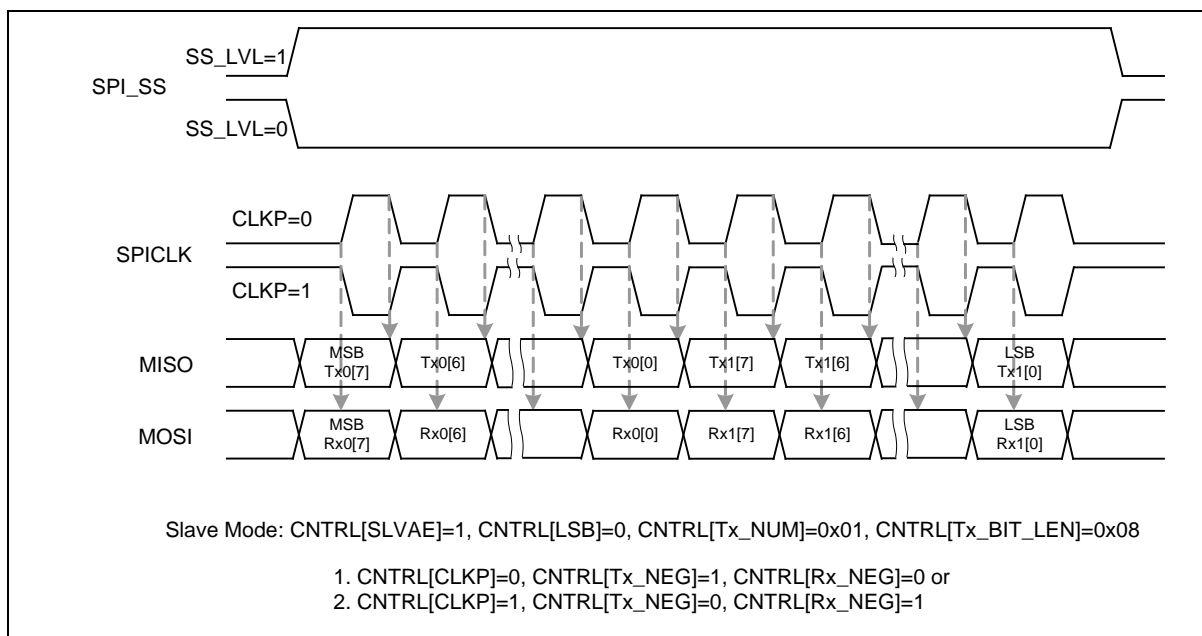 SS_LVL=1
SPI_SS
SS_LVL=0
CLKP=0
SPICLK
CLKP=1
MISO
MSB
Tx0[7]
Tx0[6]
Tx0[0]
Tx1[7]
Tx1[6]
LSB
Tx1[0]
MOSI
MSB
Rx0[7]
Rx0[6]
Rx0[0]
Rx1[7]
Rx1[6]
LSB
Rx1[0]
Slave Mode: CNTRL[SLVAE]=1, CNTRL[LSB]=0, CNTRL[Tx_NUM]=0x01, CNTRL[Tx_BIT_LEN]=0x08
1. CNTRL[CLKP]=0, CNTRL[Tx_NEG]=1, CNTRL[Rx_NEG]=0 or
2. CNTRL[CLKP]=1, CNTRL[Tx_NEG]=0, CNTRL[Rx_NEG]=1